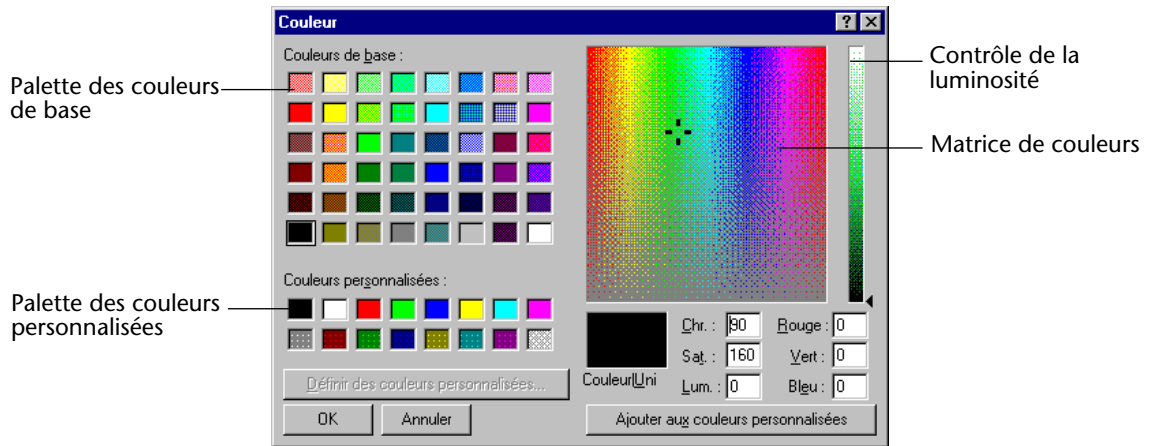 Couleur
Couleurs de base :
Palette des couleurs
de base
Contrôle de la
luminosité
Matrice de couleurs
Couleurs personnalisées :
Palette des couleurs
personnalisées
Définir des couleurs personnalisées...
OK
Annuler
Couleur|Uni
Chr. : 90
Rouge : 0
Sat. : 160
Vert : 0
Lum. : 0
Bleu : 0
Ajouter aux couleurs personnalisées